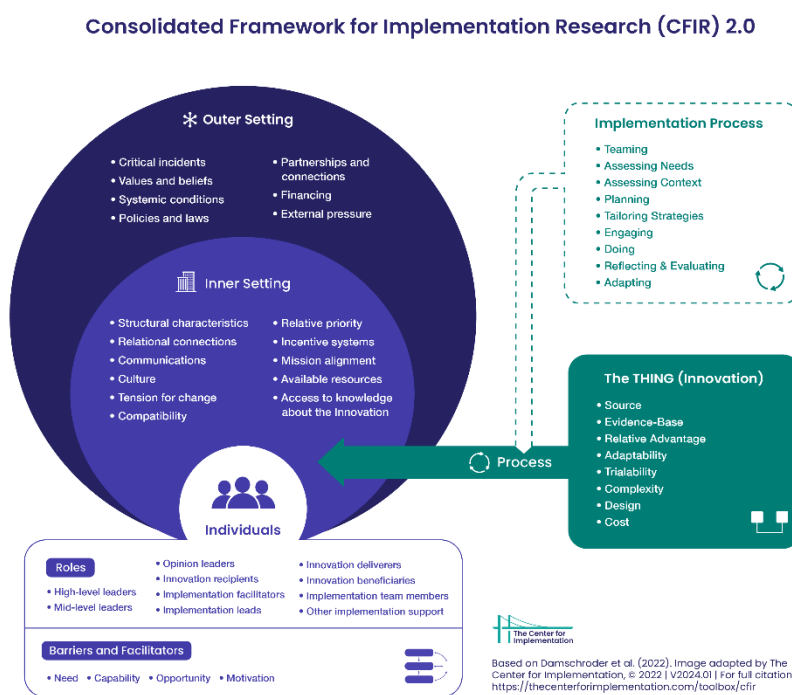 Consolidated Framework for Implementation Research (CFIR) 2.0
Outer Setting
• Critical incidents
• Values and beliefs
• Systemic conditions
• Policies and laws
• Partnerships and
connections
• Financing
• External pressure
Inner Setting
• Structural characteristics
• Relational connections
• Communications
• Culture
• Tension for change
• Compatibility
• Relative priority
• Incentive systems
• Mission alignment
• Available resources
• Access to knowledge
about the Innovation
Individuals
Roles
• High-level leaders
• Mid-level leaders
• Opinion leaders
• Innovation recipients
• Implementation facilitators
• Implementation leads
• Innovation deliverers
• Innovation beneficiaries
• Implementation team members
• Other implementation support
Barriers and Facilitators
• Need • Capability • Opportunity • Motivation
Implementation Process
• Teaming
• Assessing Needs
• Assessing Context
• Planning
• Tailoring Strategies
• Engaging
• Doing
• Reflecting & Evaluating
• Adapting
Process
The THING (Innovation)
• Source
• Evidence-Base
• Relative Advantage
• Adaptability
• Trialability
• Complexity
• Design
• Cost
The Center for
Implementation
Based on Damschroder et al. (2022). Image adapted by The
Center for Implementation, © 2022 | V2024.01 | For full citation
https://thecenterforimplementation.com/toolbox/cfir